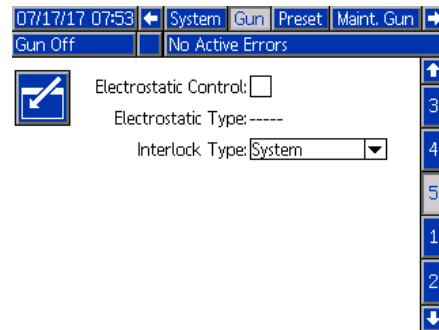 07/17/17 07:53 System Gun Preset Maint. Gun
Gun Off No Active Errors
Electrostatic Control:
3
Electrostatic Type: -----
Interlock Type: System
4
5
1
2